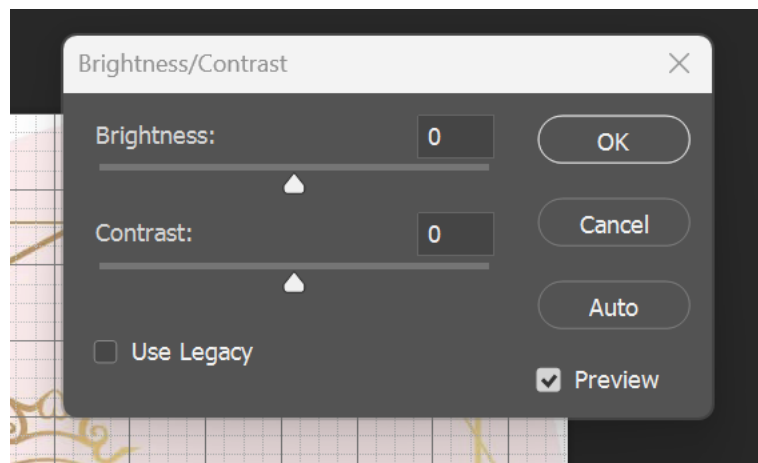 Brightness/Contrast
Brightness: 0
OK
Contrast: 0
Cancel
Auto
Use Legacy
Preview